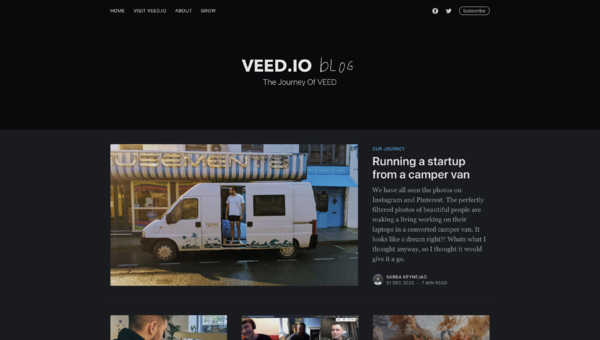 HOME VISIT VEED.IO ABOUT GROW Subscribe
VEED.IO BLOG
The Journey Of VEED
USEMENTS
OUR JOURNEY
Running a startup
from a camper van
We have all seen the photos on
Instagram and Pinterest. The perfectly
filtired photos of beautiful people are
making a living working on their
laptops in a converted camper van. It
looks like a dream right?! Whats what I
thought anyway, so I thought it would
give it a go.
SABBA KEYNEJAD
31 DEC 2020 • 7 MIN READ